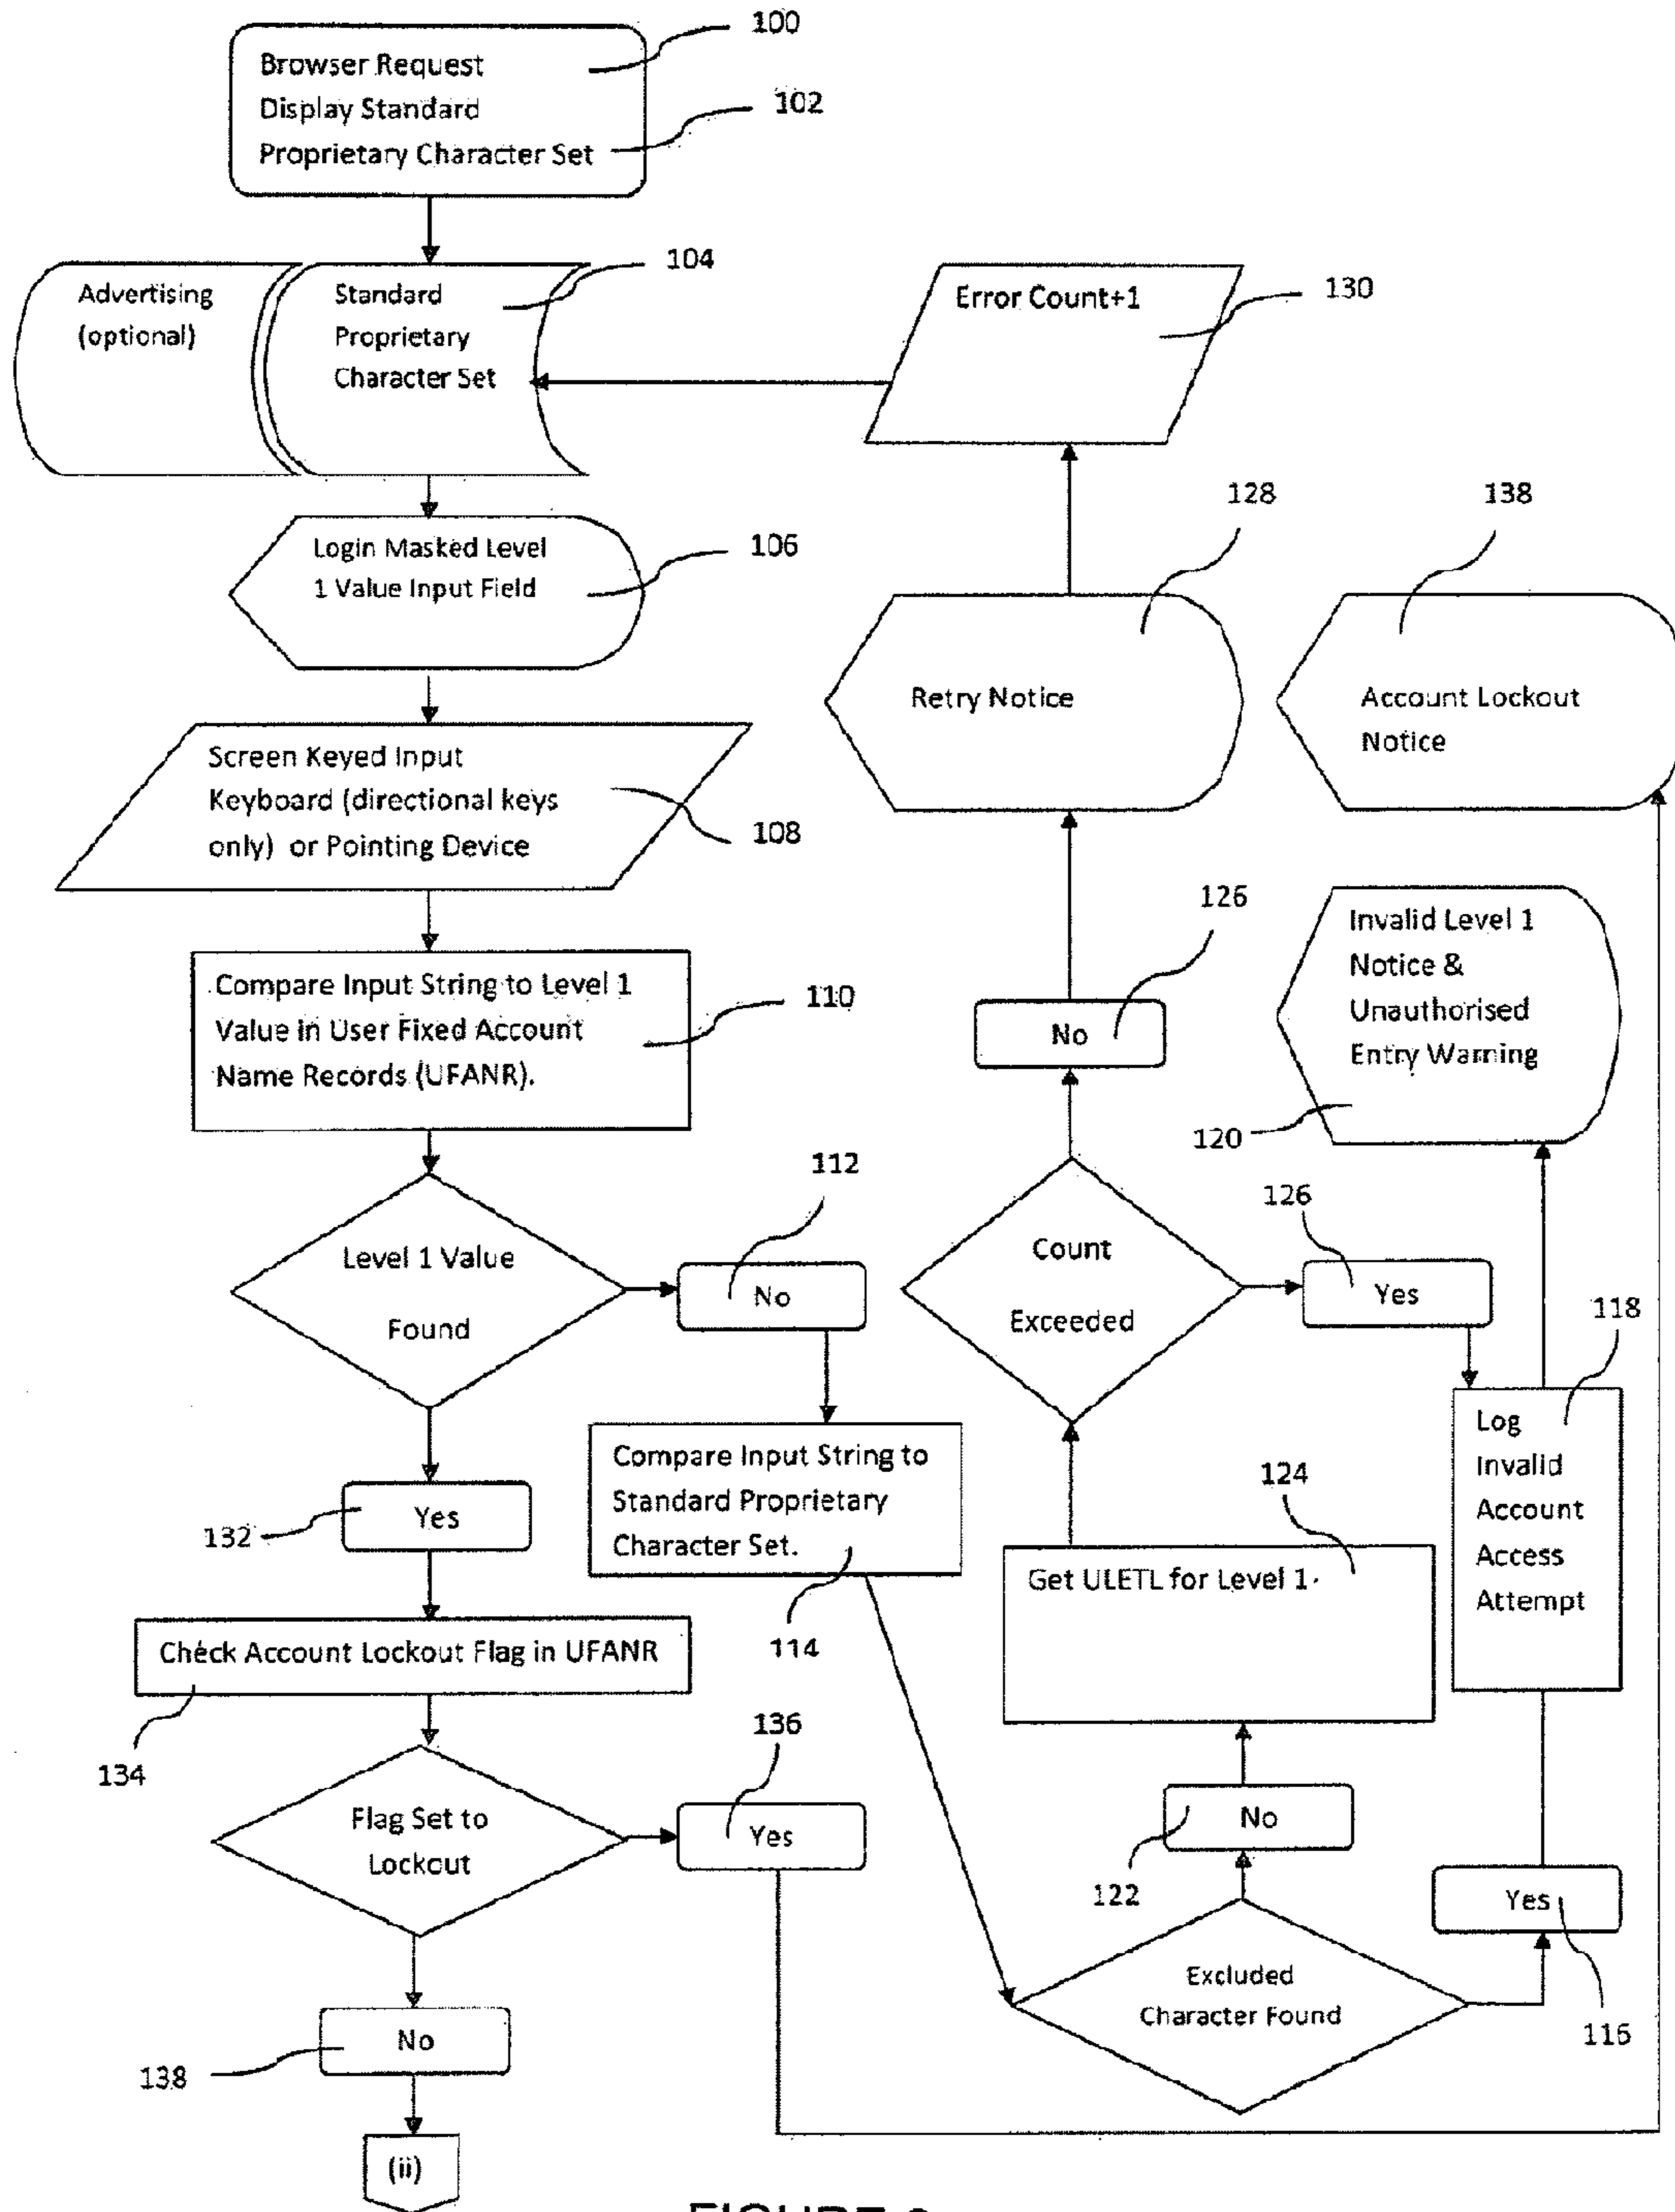 100
Browser Request
Display Standard
102
Proprietary Character Set
Advertising
(optional)
Standard
Proprietary
Character Set
104
Error Count+1
130
Login Masked Level
1 Value Input Field
106
128
138
Retry Notice
Account Lockout
Notice
Screen Keyed Input
Keyboard (directional keys
only) or Pointing Device
108
126
No
Invalid Level 1
Notice &
Unauthorised
Entry Warning
120
Compare Input String to Level 1
Value in User Fixed Account
Name Records (UFANR).
110
Level 1 Value
Found
112
No
Count
Exceeded
126
Yes
118
Log
Invalid
Account
Access
Attempt
132
Yes
Compare Input String to
Standard Proprietary
Character Set.
114
124
Get ULETL for Level 1.
Check Account Lockout Flag in UFANR
134
Flag Set to
Lockout
136
Yes
122
No
Yes
116
Excluded
Character Found
No
138
(ii)